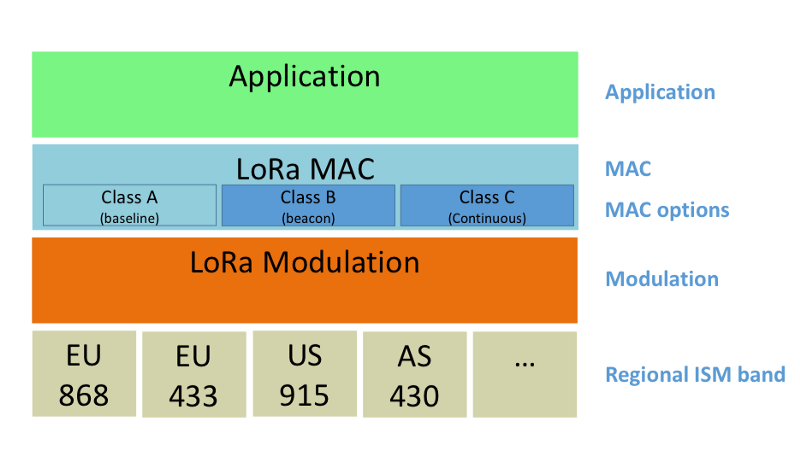 Application
Application
LoRa MAC
MAC
Class A
(baseline)
Class B
(beacon)
Class C
(Continuous)
MAC options
LoRa Modulation
Modulation
EU
868
EU
433
US
915
AS
430
...
Regional ISM band